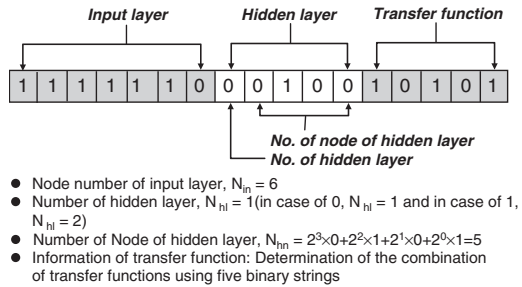 Input layer Hidden layer Transfer function
1 1 1 1 1 1 0 0 0 1 0 0 1 0 1 0 1
No. of node of hidden layer
No. of hidden layer
● Node number of input layer, N_in = 6
● Number of hidden layer, N_hl = 1(in case of 0, N_hl = 1 and in case of 1,
N_hl = 2)
● Number of Node of hidden layer, N_hn = 2³×0+2²×1+2¹×0+2⁰×1=5
● Information of transfer function: Determination of the combination
of transfer functions using five binary strings